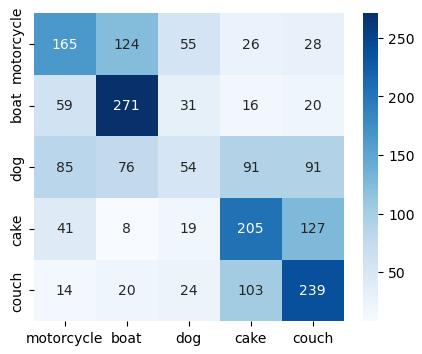 motorcycle 165 124 55 26 28
boat 59 271 31 16 20
dog 85 76 54 91 91
cake 41 8 19 205 127
couch 14 20 24 103 239
motorcycle boat dog cake couch
250
200
150
100
50